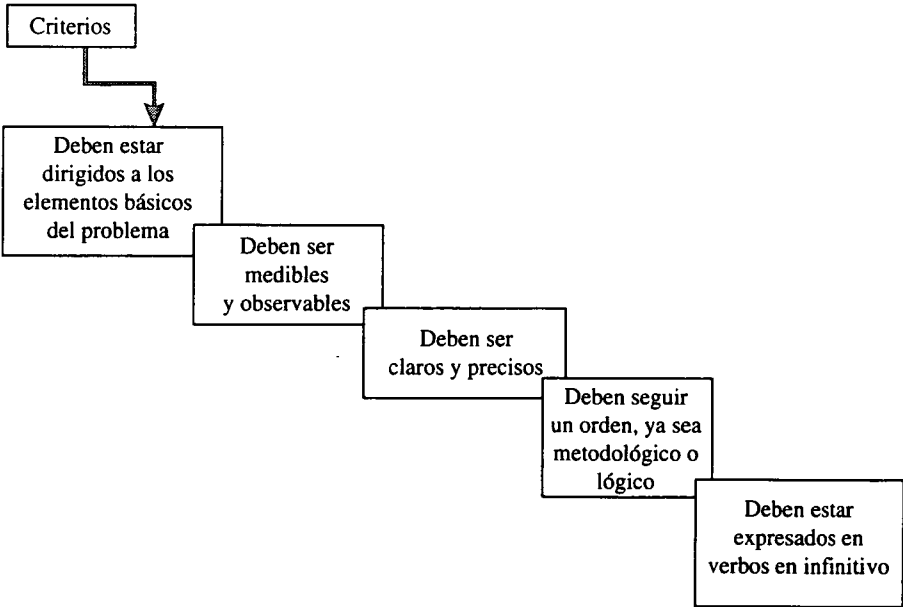 Criterios
Deben estar
dirigidos a los
elementos básicos
del problema
Deben ser
medibles
y observables
Deben ser
claros y precisos
Deben seguir
un orden, ya sea
metodológico o
lógico
Deben estar
expresados en
verbos en infinitivo